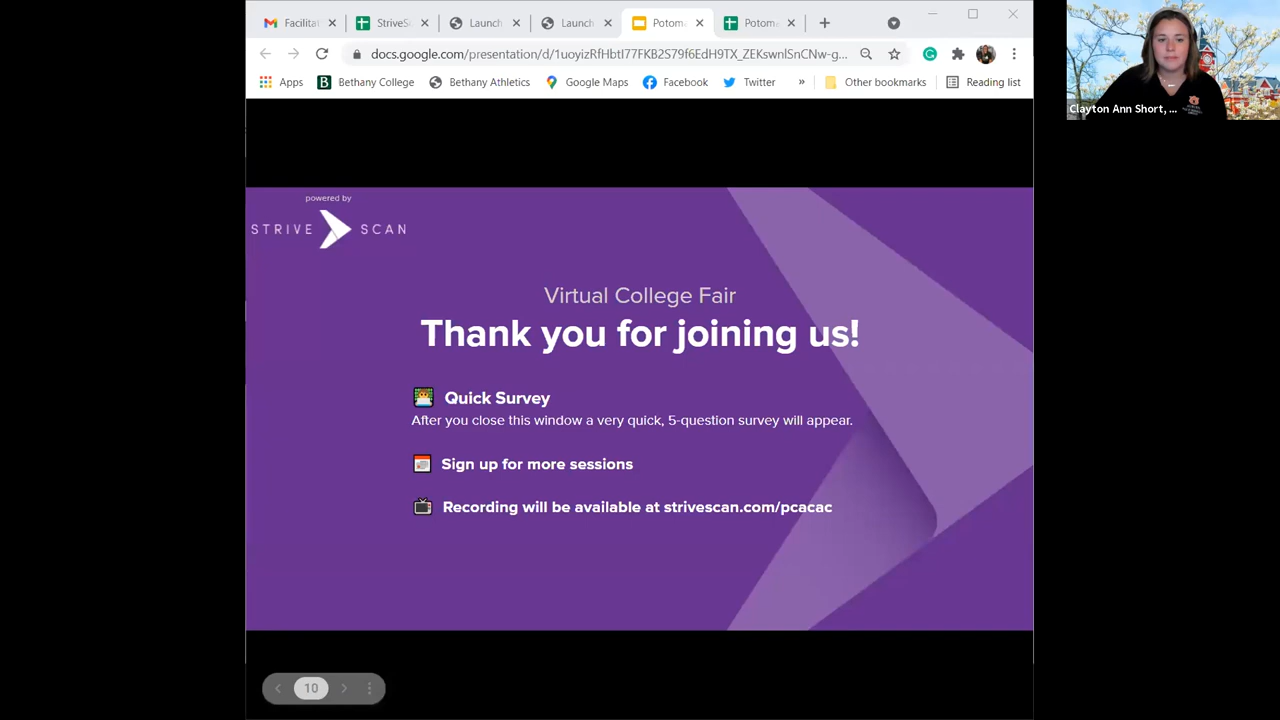 Facilitat
StriveS
Launch
Launch
Potoma
Potoma
docs.google.com/presentation/d/1uoyizRfHbtI77FKB2S79f6EdH9TX_ZEKswnlSnCNw-g...
Apps
Bethany College
Bethany Athletics
Google Maps
Facebook
Twitter
»
Other bookmarks
Reading list
Clayton Ann Short, ...
powered by
STRIVE SCAN
Virtual College Fair
Thank you for joining us!
Quick Survey
After you close this window a very quick, 5-question survey will appear.
Sign up for more sessions
Recording will be available at strivescan.com/pcacac
10